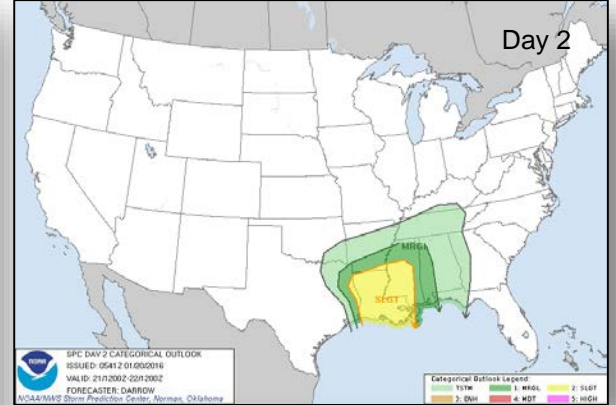 Day 2
MRGL
SLGT
NOAA
SPC DAY 2 CATEGORICAL OUTLOOK
ISSUED: 0541Z 01/20/2016
VALID: 21/1200Z-22/1200Z
FORECASTER: DARROW
NOAA/NWS Storm Prediction Center, Norman, Oklahoma
Categorical Outlook Legend:
TSTM 1: MRGL 2: SLGT
3: ENH 4: MDT 5: HIGH